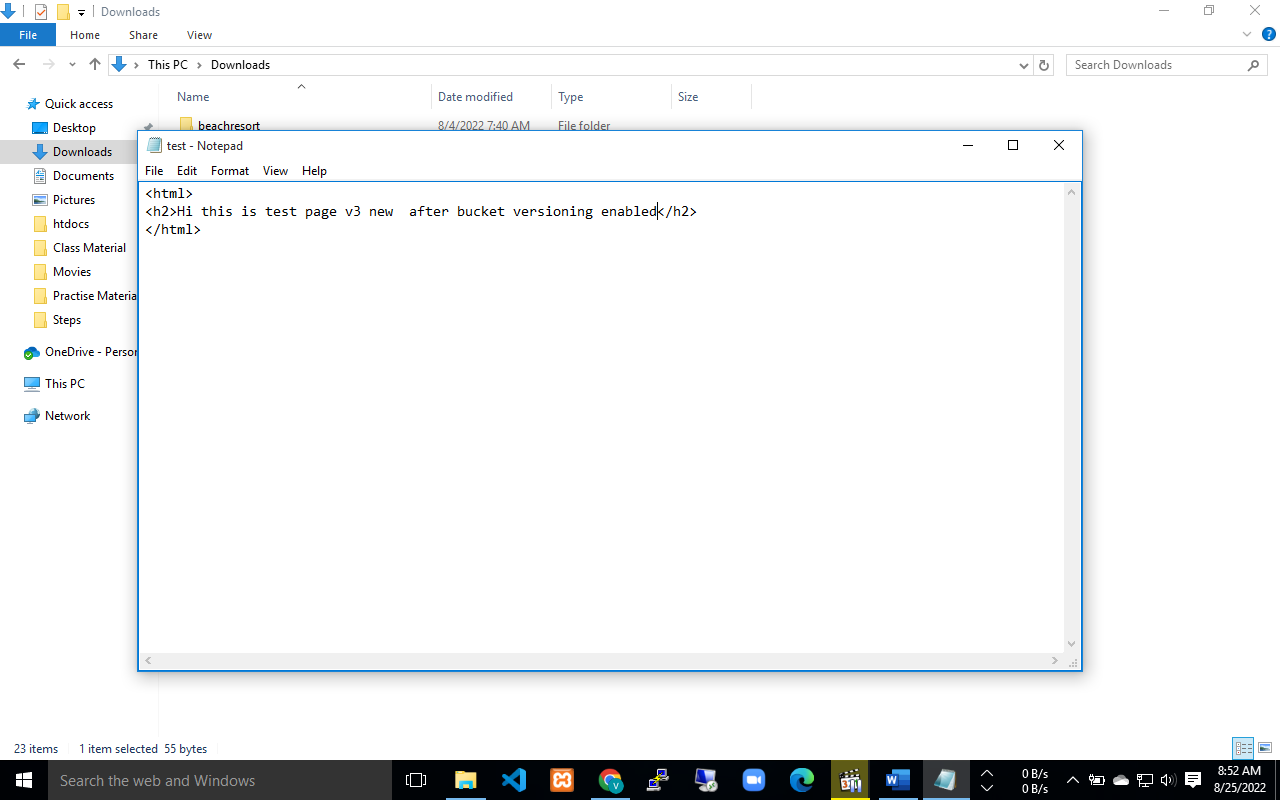 Downloads
File Home Share View
This PC Downloads
Search Downloads
Name Date modified Type Size
Quick access
Desktop
Downloads
Documents
Pictures
htdocs
Class Material
Movies
Practise Materia
Steps
OneDrive - Person
This PC
Network
beachresort 8/4/2022 7:40 AM File folder
test - Notepad
File Edit Format View Help
<html>
<h2>Hi this is test page v3 new  after bucket versioning enabled</h2>
</html>
23 items 1 item selected 55 bytes
Search the web and Windows
0 B/s
0 B/s
8:52 AM
8/25/2022